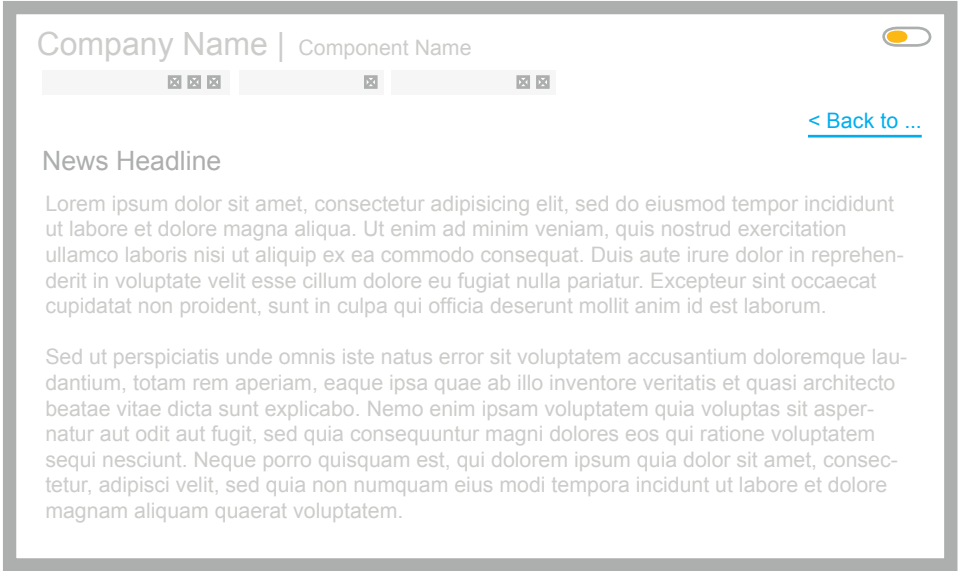 Company Name | Component Name
< Back to ...
News Headline
Lorem ipsum dolor sit amet, consectetur adipisicing elit, sed do eiusmod tempor incididunt
ut labore et dolore magna aliqua. Ut enim ad minim veniam, quis nostrud exercitation
ullamco laboris nisi ut aliquip ex ea commodo consequat. Duis aute irure dolor in reprehen-
derit in voluptate velit esse cillum dolore eu fugiat nulla pariatur. Excepteur sint occaecat
cupidatat non proident, sunt in culpa qui officia deserunt mollit anim id est laborum.
Sed ut perspiciatis unde omnis iste natus error sit voluptatem accusantium doloremque lau-
dantium, totam rem aperiam, eaque ipsa quae ab illo inventore veritatis et quasi architecto
beatae vitae dicta sunt explicabo. Nemo enim ipsam voluptatem quia voluptas sit asper-
natur aut odit aut fugit, sed quia consequuntur magni dolores eos qui ratione voluptatem
sequi nesciunt. Neque porro quisquam est, qui dolorem ipsum quia dolor sit amet, consec-
tetur, adipisci velit, sed quia non numquam eius modi tempora incidunt ut labore et dolore
magnam aliquam quaerat voluptatem.